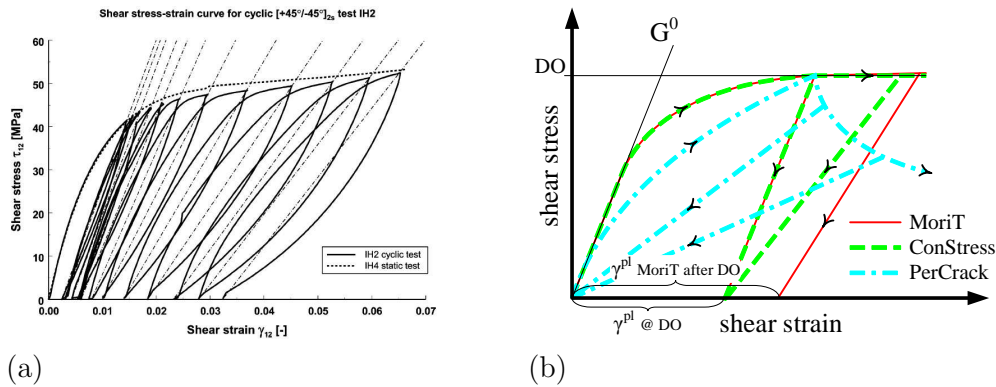 Shear stress-strain curve for cyclic [+45°/-45°]2s test IH2
60
50
40
30
20
10
0
0.00
0.01
0.02
0.03
0.04
0.05
0.06
0.07
Shear stress τ12 [MPa]
Shear strain γ12 [-]
IH2 cyclic test
IH4 static test
(a)
G0
DO
shear stress
MoriT
ConStress
PerCrack
γpl MoriT after DO
γpl @ DO
shear strain
(b)